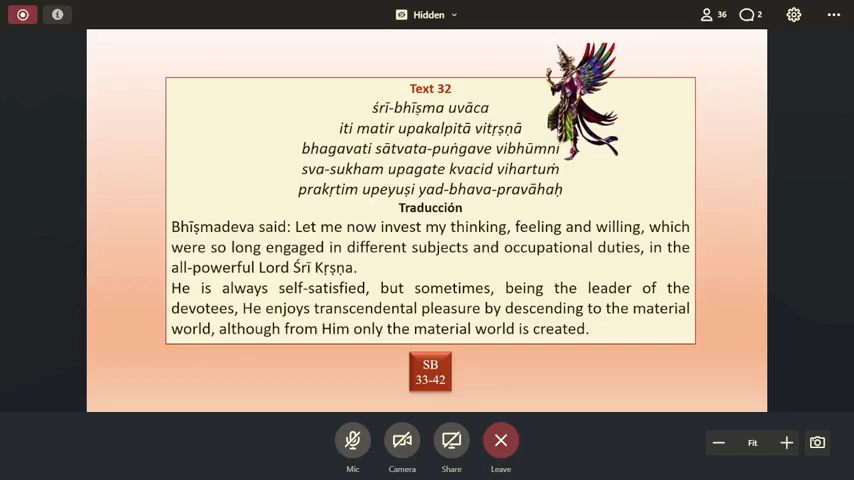 Hidden
36
2
Text 32
śrī-bhīṣma uvāca
iti matir upakalpitā vitṛṣṇā
bhagavati sātvata-puṅgave vibhūmni
sva-sukham upagate kvacid vihartuṁ
prakṛtim upeyuṣi yad-bhava-pravāhaḥ
Traducción
Bhīṣmadeva said: Let me now invest my thinking, feeling and willing, which
were so long engaged in different subjects and occupational duties, in the
all-powerful Lord Śrī Kṛṣṇa.
He is always self-satisfied, but sometimes, being the leader of the
devotees, He enjoys transcendental pleasure by descending to the material
world, although from Him only the material world is created.
SB
33-42
Mic
Camera
Share
Leave
Fit